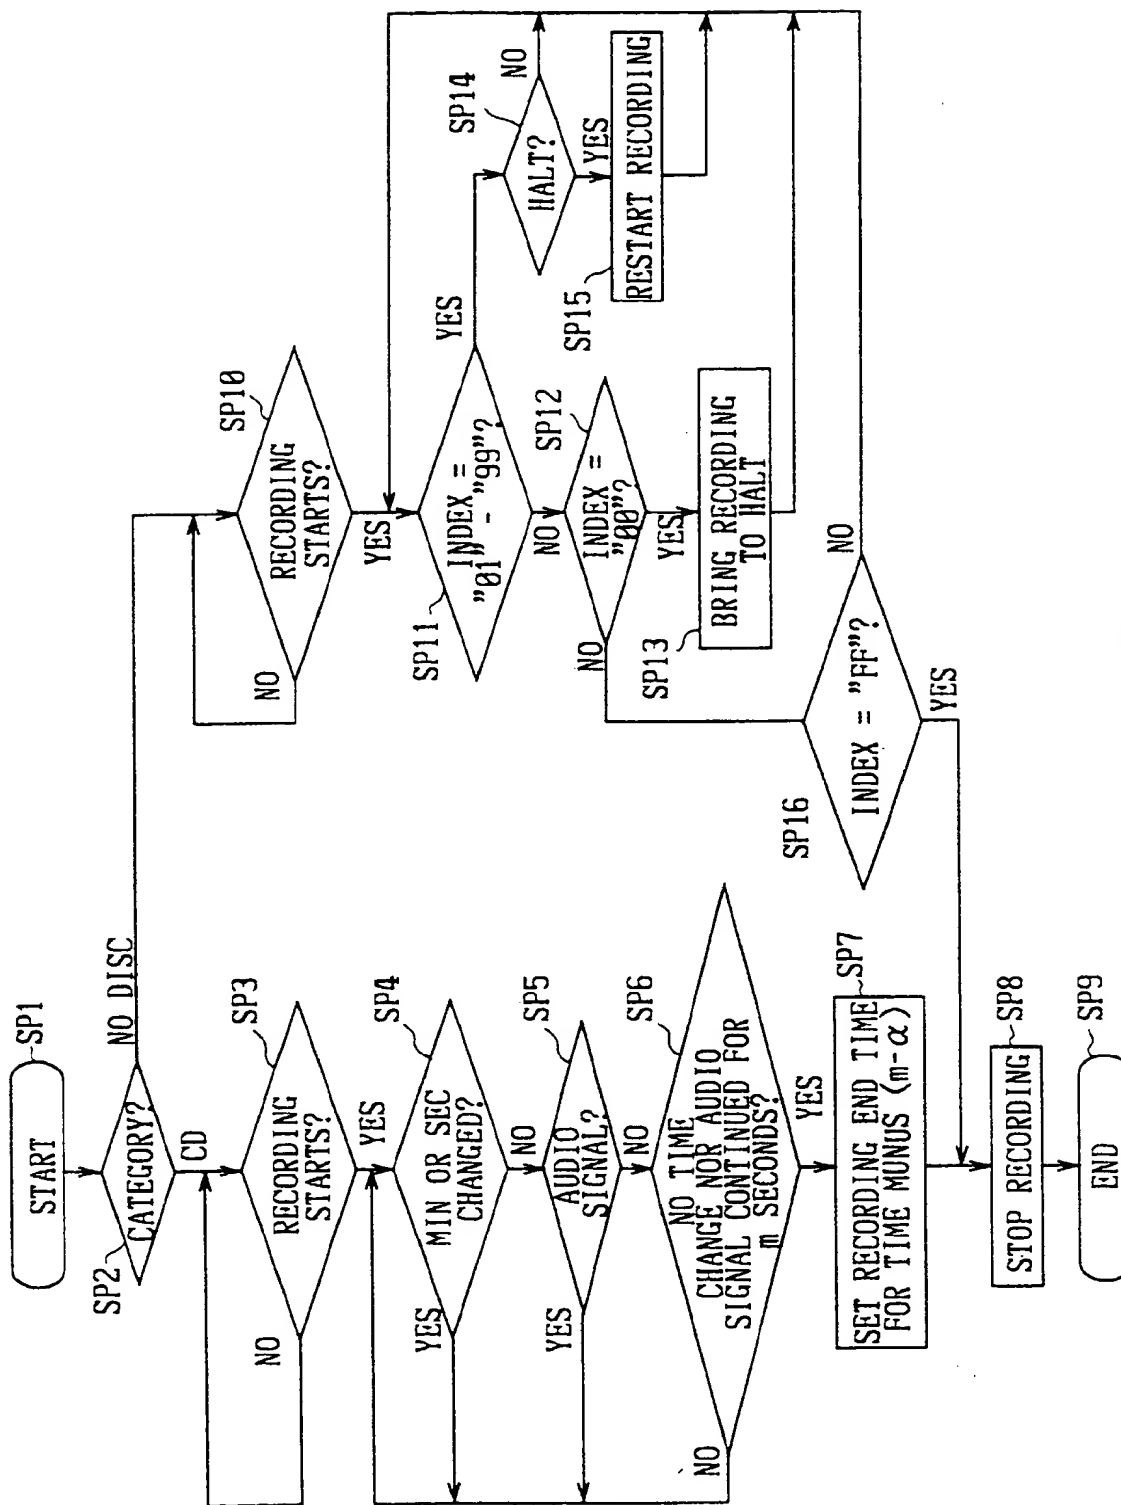 START
SP1
SP2
CATEGORY?
NO DISC
CD
SP3
RECORDING
STARTS?
NO
YES
SP4
MIN OR SEC
CHANGED?
YES
NO
SP5
AUDIO
SIGNAL?
YES
NO
SP6
NO TIME
CHANGE NOR AUDIO
SIGNAL CONTINUED FOR
m SECONDS?
NO
YES
SP7
SET RECORDING END TIME
FOR TIME MUNUS (m-α)
SP8
STOP RECORDING
SP9
END
SP10
RECORDING
STARTS?
NO
YES
SP11
INDEX =
"01" - "99"?
YES
NO
SP12
INDEX =
"00"?
NO
YES
SP13
BRING RECORDING
TO HALT
SP14
HALT?
NO
YES
SP15
RESTART RECORDING
SP16
INDEX = "FF"?
NO
YES